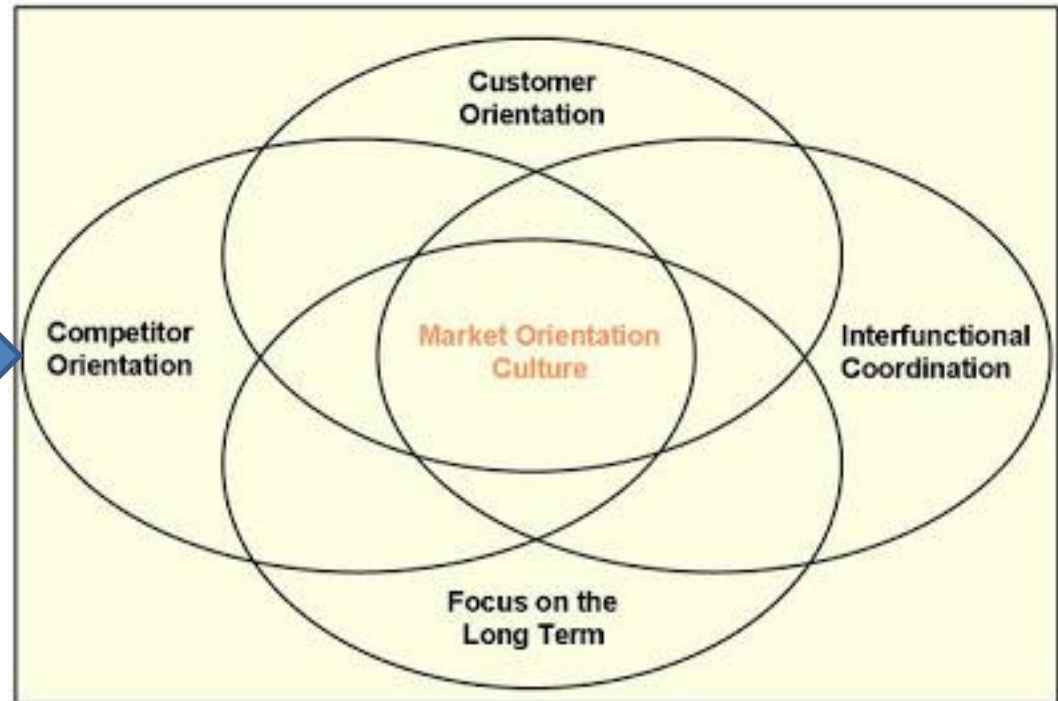 Customer
Orientation
Competitor
Orientation
Market Orientation
Culture
Interfunctional
Coordination
Focus on the
Long Term